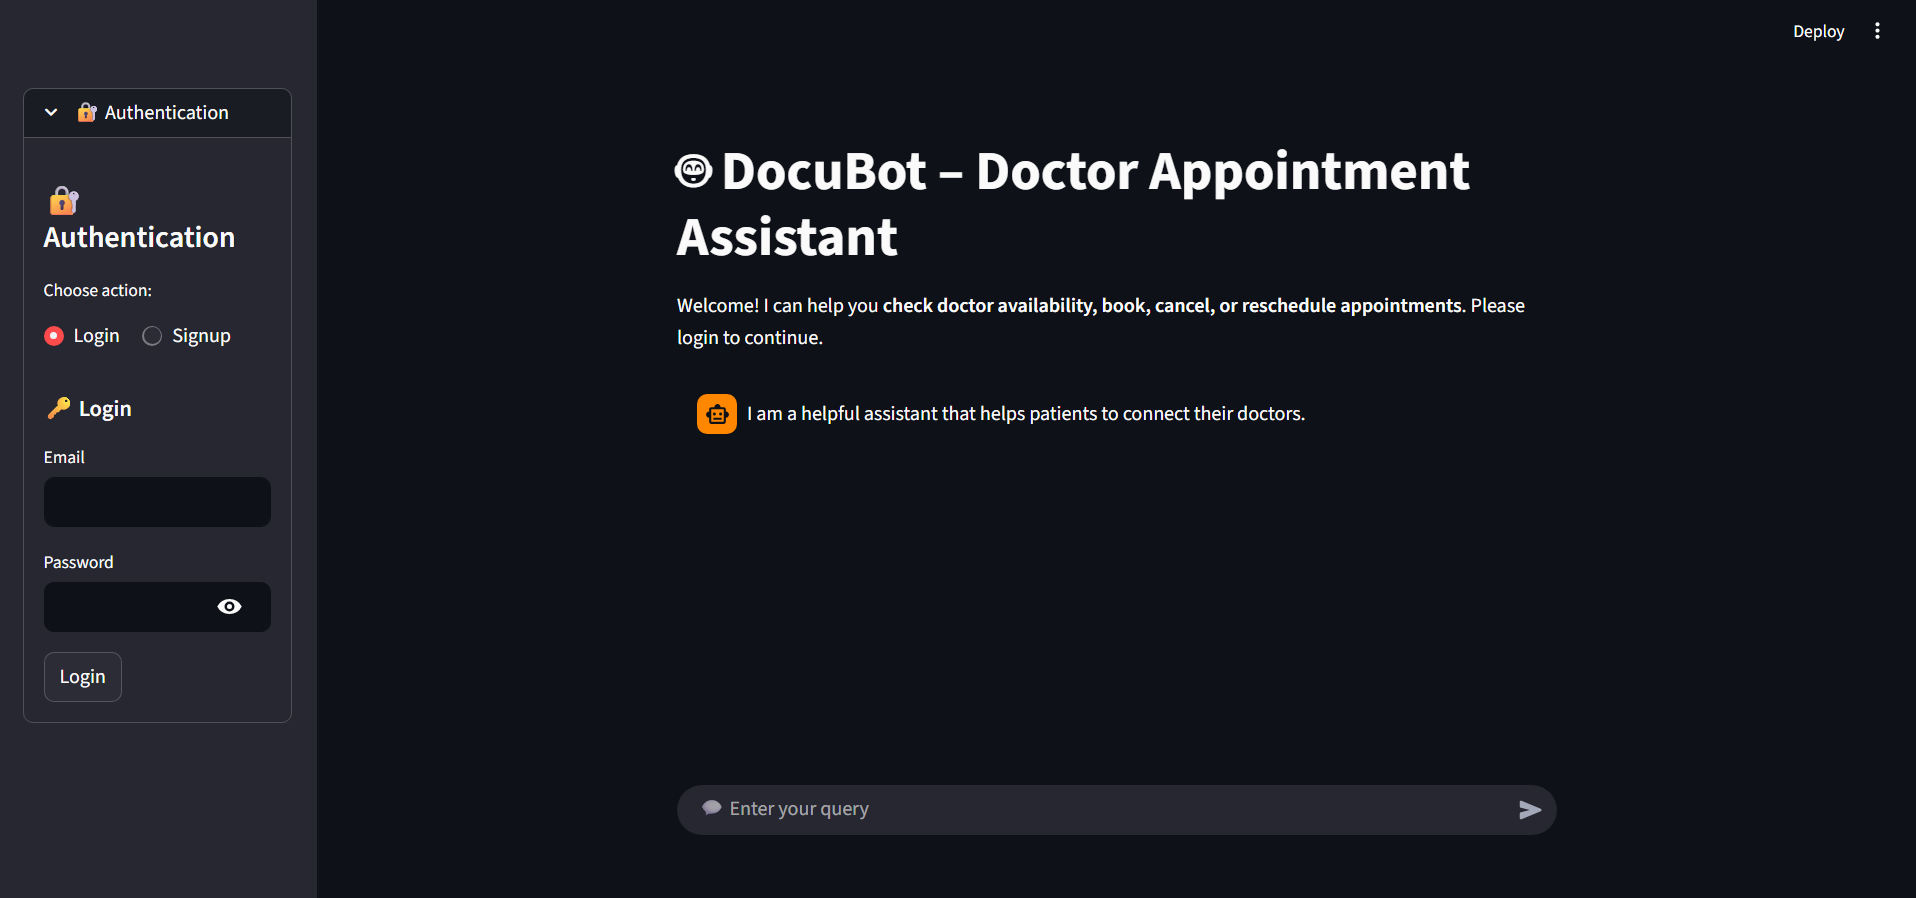 Deploy
🔐 Authentication
🔐
Authentication
Choose action:
Login Signup
🔑 Login
Email
Password
Login
DocuBot – Doctor Appointment
Assistant
Welcome! I can help you check doctor availability, book, cancel, or reschedule appointments. Please
login to continue.
I am a helpful assistant that helps patients to connect their doctors.
💬 Enter your query